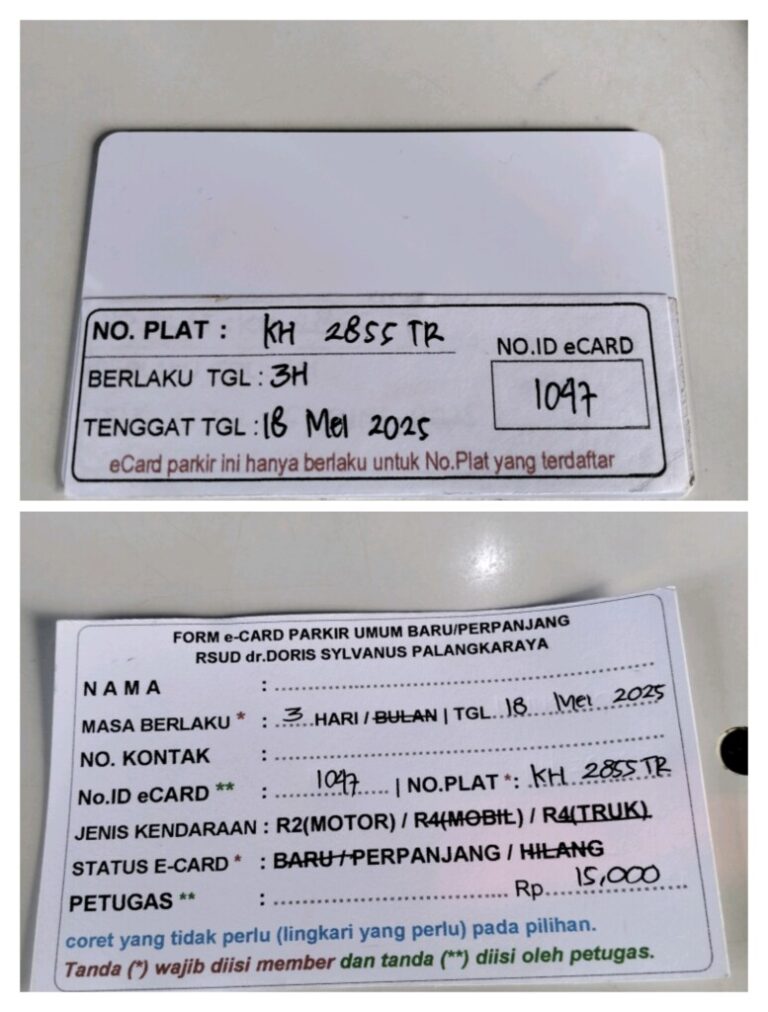 NO. PLAT : KH 2855 TR
NO.ID eCARD
BERLAKU TGL : 3H
1047
TENGGAT TGL : 18 Mei 2025
eCard parkir ini hanya berlaku untuk No.Plat yang terdaftar
FORM e-CARD PARKIR UMUM BARU/PERPANJANG
RSUD dr.DORIS SYLVANUS PALANGKARAYA
NAMA :
MASA BERLAKU * : 3 HARI / BULAN | TGL 18 Mei 2025
NO. KONTAK :
No.ID eCARD ** : 1047 | NO.PLAT *: KH 2855 TR
JENIS KENDARAAN : R2(MOTOR) / R4(MOBIL) / R4(TRUK)
STATUS E-CARD * : BARU / PERPANJANG / HILANG
PETUGAS ** : Rp. 15,000
coret yang tidak perlu (lingkari yang perlu) pada pilihan.
Tanda (*) wajib diisi member dan tanda (**) diisi oleh petugas.